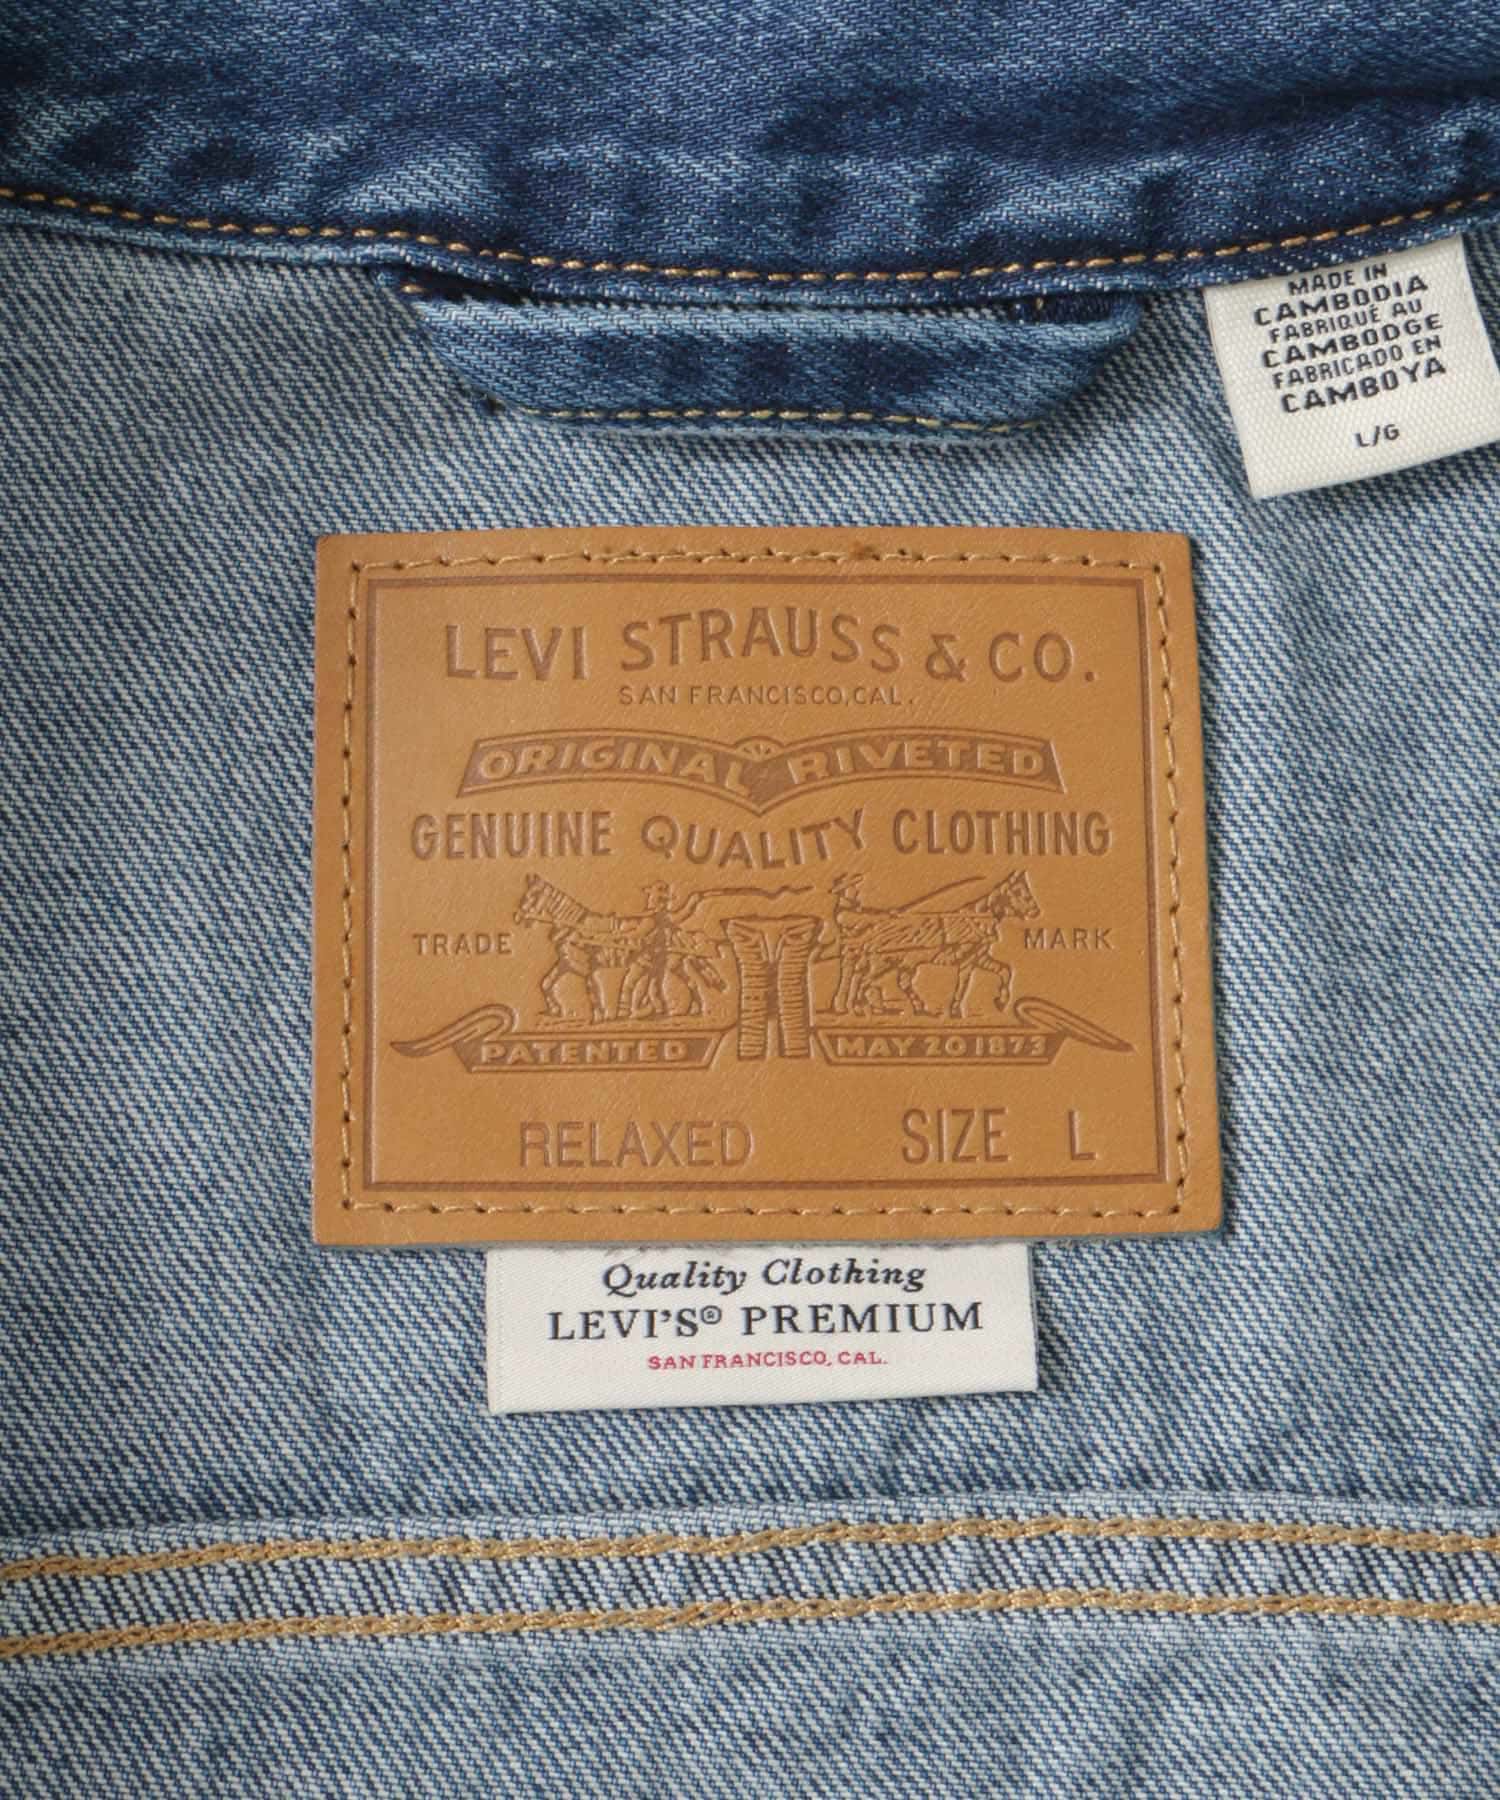 MADE IN
CAMBODIA
FABRIQUE AU
CAMBODGE
FABRICADO EN
CAMBOYA
L/G
LEVI STRAUSS & CO.
SAN FRANCISCO, CAL.
ORIGINAL RIVETED
GENUINE QUALITY CLOTHING
TRADE MARK
PATENTED MAY 20 1873
RELAXED SIZE L
Quality Clothing
LEVI'S® PREMIUM
SAN FRANCISCO, CAL.